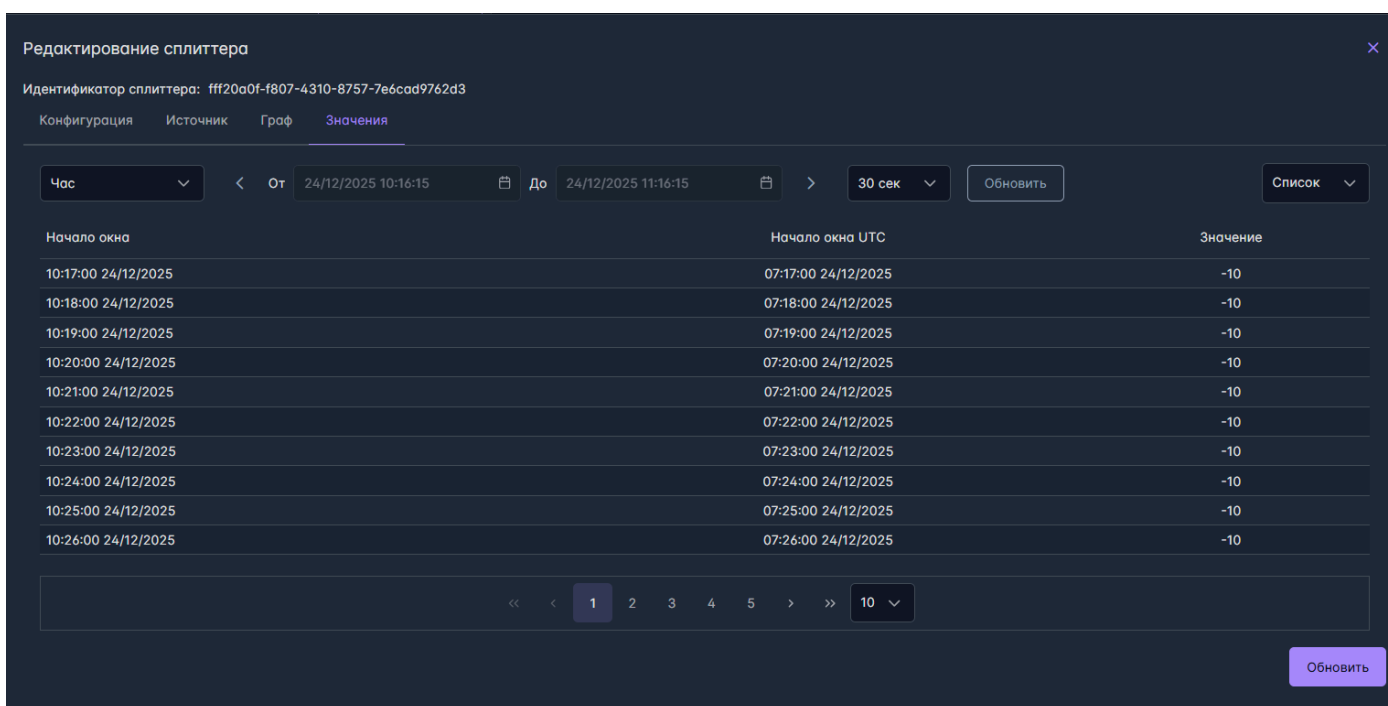 Редактирование сплиттера
Идентификатор сплиттера: fff20a0f-f807-4310-8757-7e6cad9762d3
Конфигурация Источник Граф Значения
Час От 24/12/2025 10:16:15 До 24/12/2025 11:16:15 30 сек Обновить Список
Начало окна Начало окна UTC Значение
10:17:00 24/12/2025 07:17:00 24/12/2025 -10
10:18:00 24/12/2025 07:18:00 24/12/2025 -10
10:19:00 24/12/2025 07:19:00 24/12/2025 -10
10:20:00 24/12/2025 07:20:00 24/12/2025 -10
10:21:00 24/12/2025 07:21:00 24/12/2025 -10
10:22:00 24/12/2025 07:22:00 24/12/2025 -10
10:23:00 24/12/2025 07:23:00 24/12/2025 -10
10:24:00 24/12/2025 07:24:00 24/12/2025 -10
10:25:00 24/12/2025 07:25:00 24/12/2025 -10
10:26:00 24/12/2025 07:26:00 24/12/2025 -10
1 2 3 4 5 10
Обновить